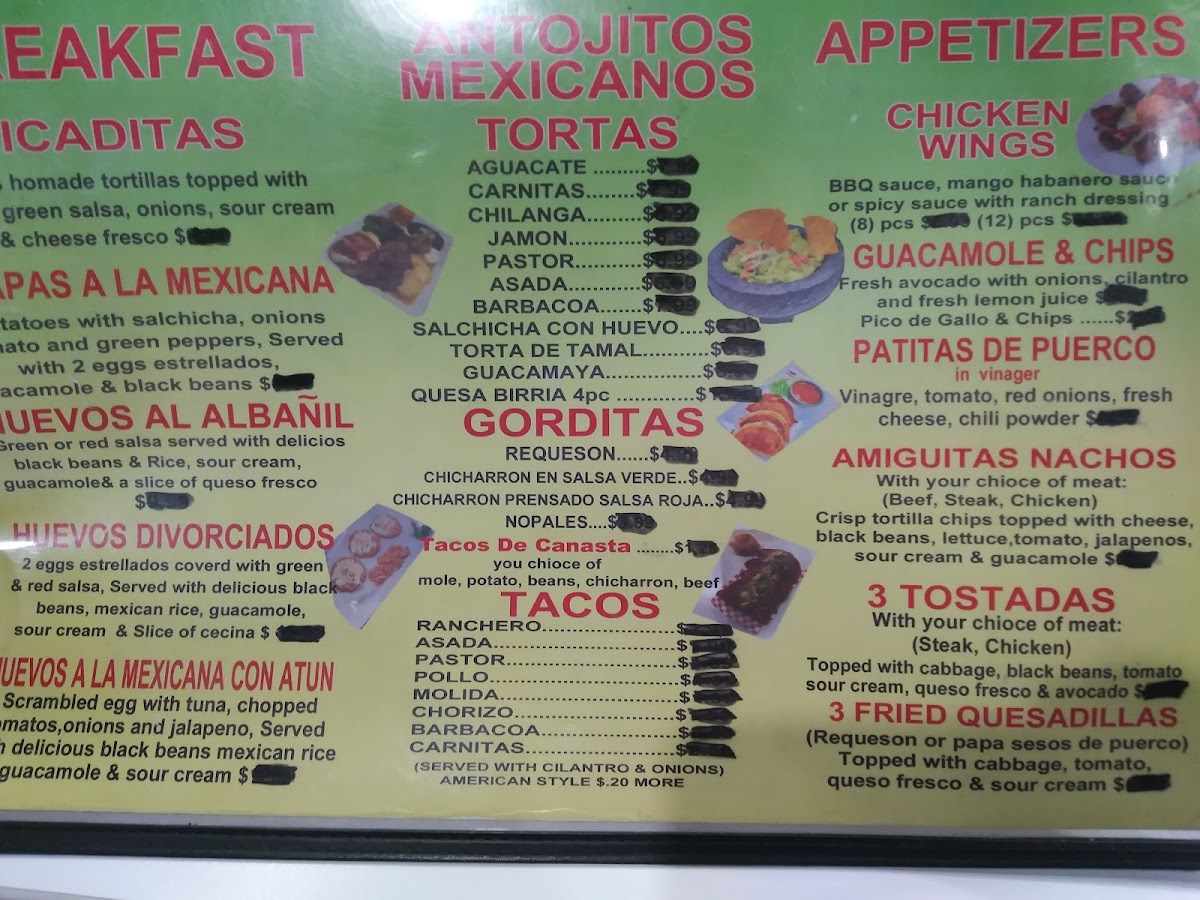 ANTOJITOS
MEXICANOS
APPETIZERS
TORTAS
AGUACATE .........$
CARNITAS.......$
CHILANGA.......$
JAMON............$
PASTOR..........$
ASADA............$
BARBACOA.......$
SALCHICHA CON HUEVO....$
TORTA DE TAMAL...........$
GUACAMAYA................$
QUESA BIRRIA 4pc .............$
GORDITAS
REQUESON......$
CHICHARRON EN SALSA VERDE..$
CHICHARRON PRENSADO SALSA ROJA..$
NOPALES....$
Tacos De Canasta ........$
you chioce of
mole, potato, beans, chicharron, beef
TACOS
RANCHERO.......................$
ASADA..............................$
PASTOR.............................$
POLLO...............................$
MOLIDA.............................$
CHORIZO..........................$
BARBACOA.......................$
CARNITAS.........................$
(SERVED WITH CILANTRO & ONIONS)
AMERICAN STYLE $.20 MORE
CHICKEN
WINGS
BBQ sauce, mango habanero sauce
or spicy sauce with ranch dressing
(8) pcs $ (12) pcs $
GUACAMOLE & CHIPS
Fresh avocado with onions, cilantro
and fresh lemon juice $
Pico de Gallo & Chips ......$
PATITAS DE PUERCO
in vinager
Vinagre, tomato, red onions, fresh
cheese, chili powder $
AMIGUITAS NACHOS
With your chioce of meat:
(Beef, Steak, Chicken)
Crisp tortilla chips topped with cheese,
black beans, lettuce,tomato, jalapenos,
sour cream & guacamole $
3 TOSTADAS
With your chioce of meat:
(Steak, Chicken)
Topped with cabbage, black beans, tomato
sour cream, queso fresco & avocado $
3 FRIED QUESADILLAS
(Requeson or papa sesos de puerco)
Topped with cabbage, tomato,
queso fresco & sour cream $
EAKFAST
ICADITAS
homade tortillas topped with
green salsa, onions, sour cream
& cheese fresco $
APAS A LA MEXICANA
tatoes with salchicha, onions
mato and green peppers, Served
with 2 eggs estrellados,
acamole & black beans $
HUEVOS AL ALBAÑIL
Green or red salsa served with delicios
black beans & Rice, sour cream,
guacamole& a slice of queso fresco
$
HUEVOS DIVORCIADOS
2 eggs estrellados coverd with green
& red salsa, Served with delicious black
beans, mexican rice, guacamole,
sour cream & Slice of cecina $
HUEVOS A LA MEXICANA CON ATUN
Scrambled egg with tuna, chopped
omatos,onions and jalapeno, Served
h delicious black beans mexican rice
guacamole & sour cream $